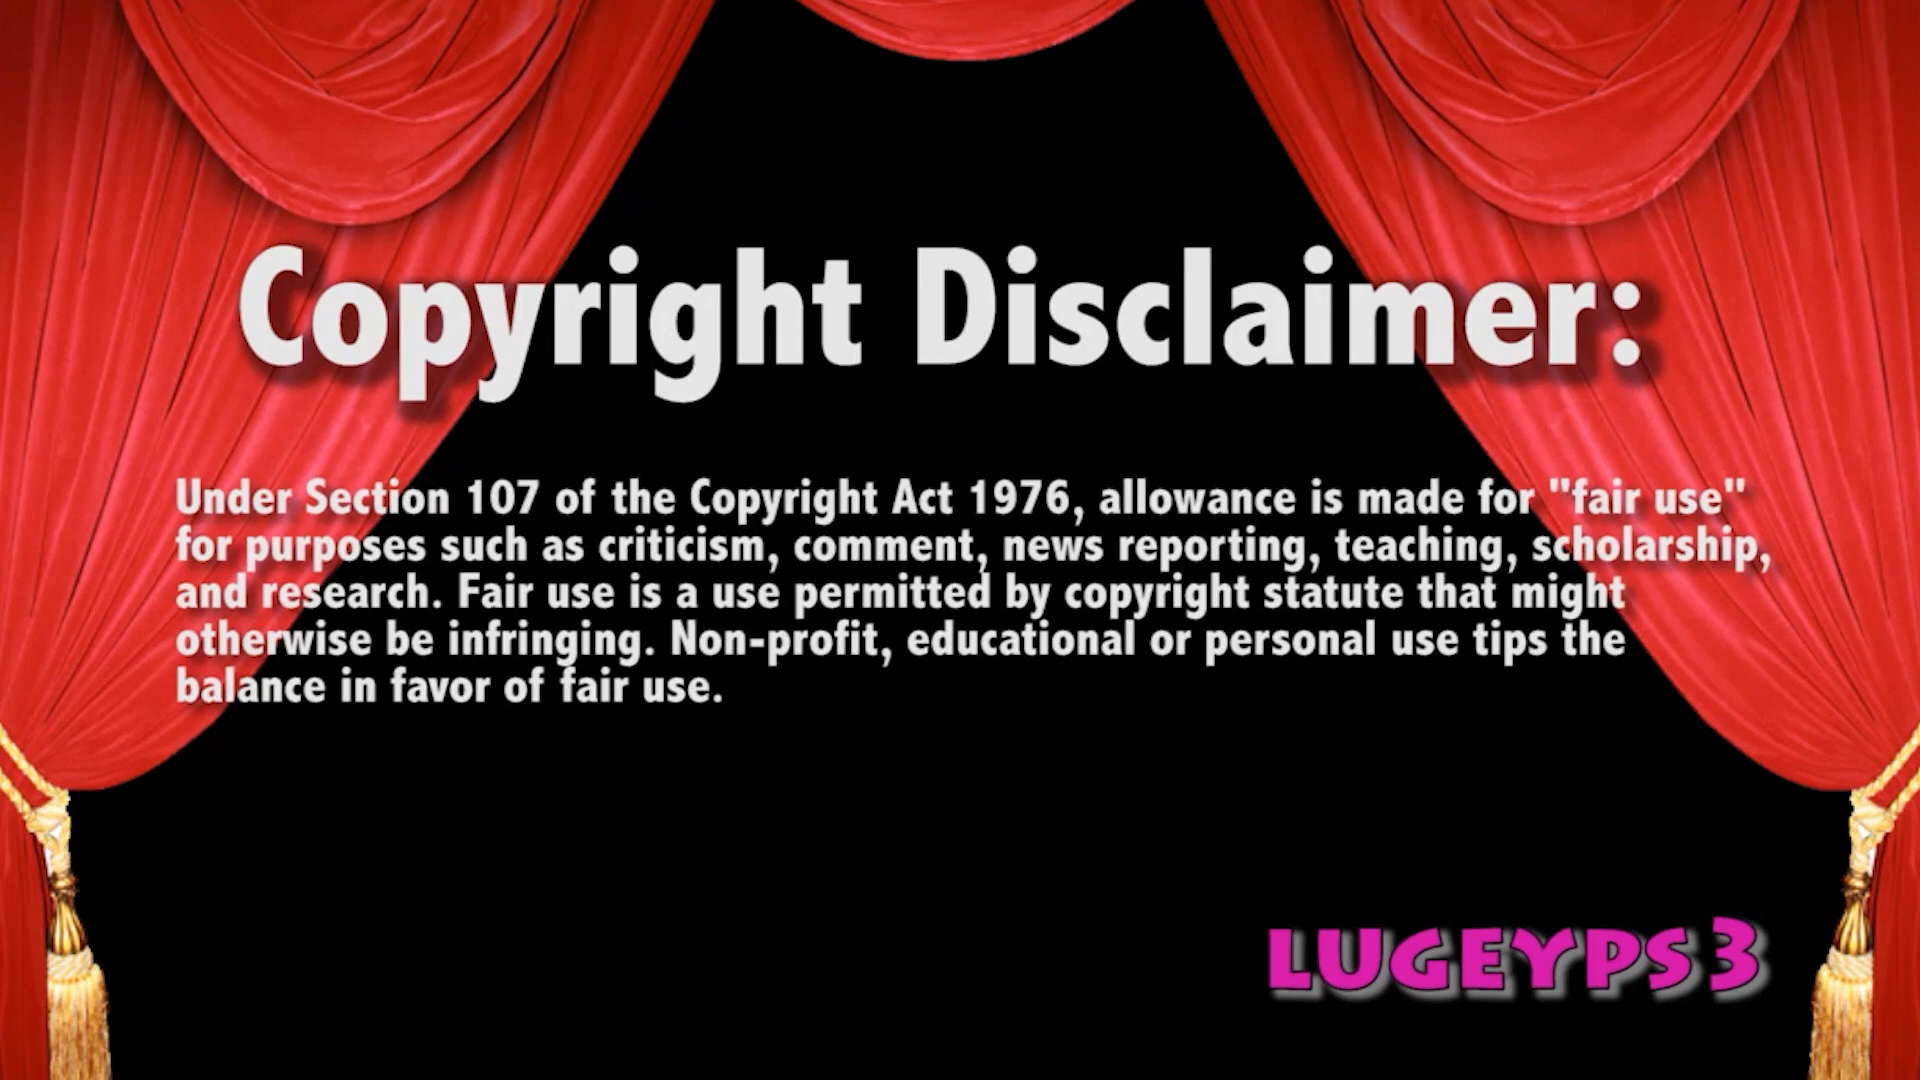 Copyright Disclaimer:
Under Section 107 of the Copyright Act 1976, allowance is made for "fair use"
for purposes such as criticism, comment, news reporting, teaching, scholarship,
and research. Fair use is a use permitted by copyright statute that might
otherwise be infringing. Non-profit, educational or personal use tips the
balance in favor of fair use.
LUGEYPS3